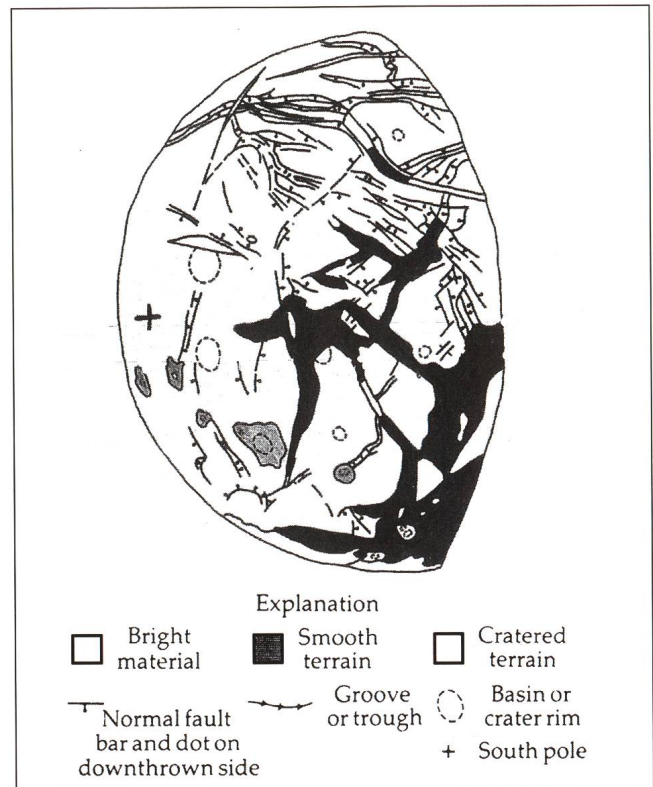 Explanation
Bright
material
Smooth
terrain
Cratered
terrain
Normal fault
bar and dot on
downthrown side
Groove
or trough
Basin or
crater rim
+ South pole